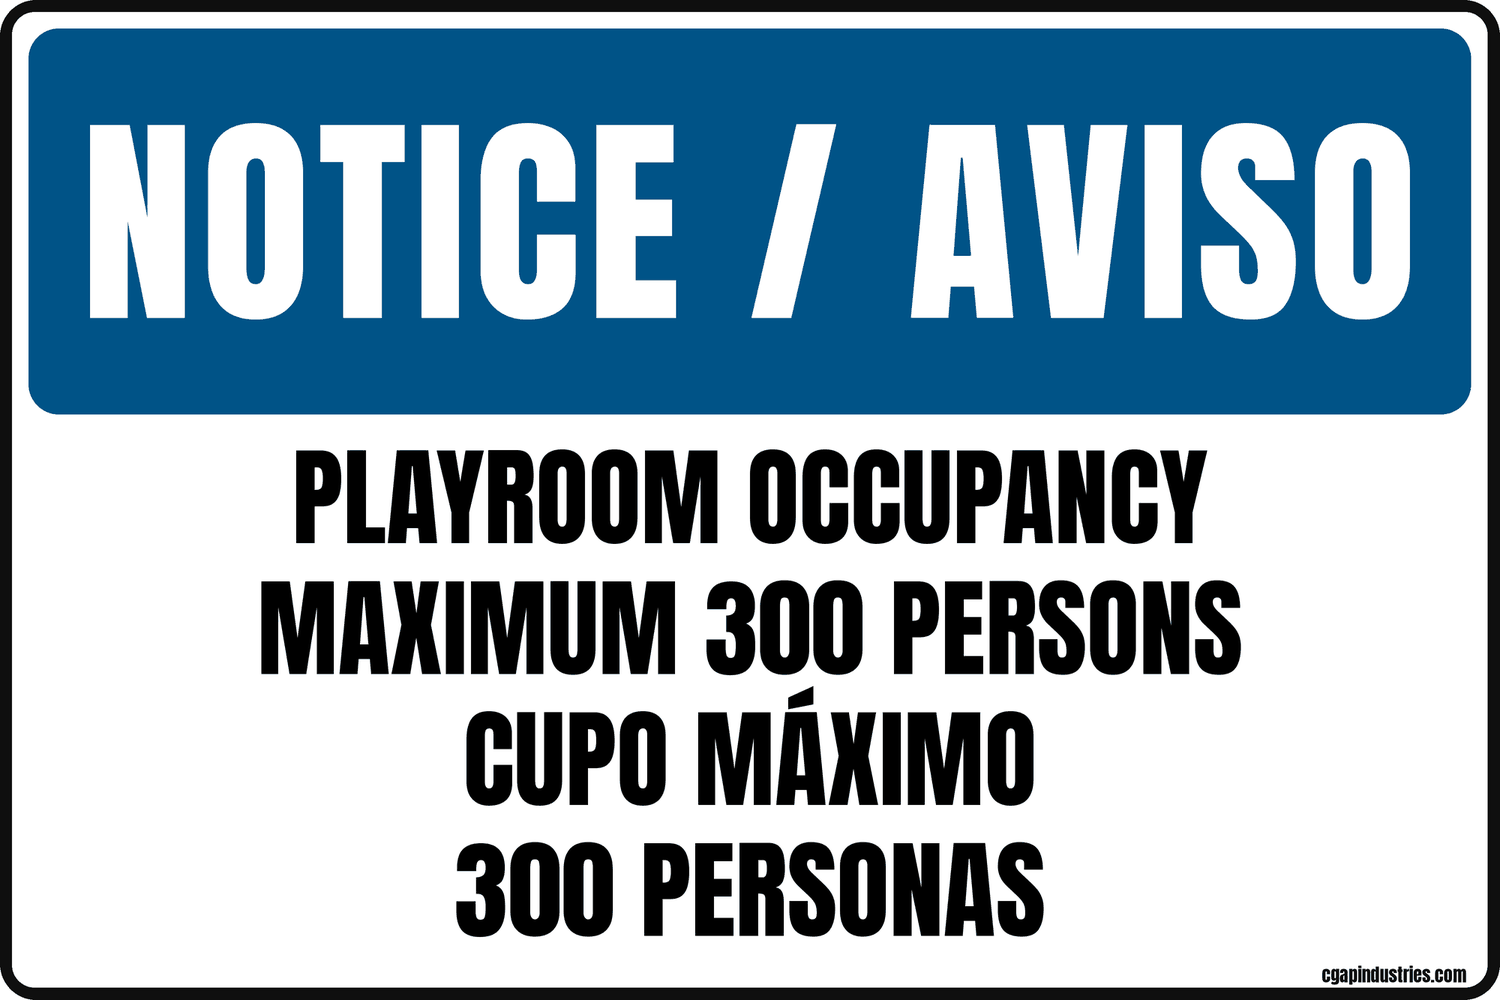 NOTICE / AVISO
PLAYROOM OCCUPANCY
MAXIMUM 300 PERSONS
CUPO MÁXIMO
300 PERSONAS
cgapindustries.com